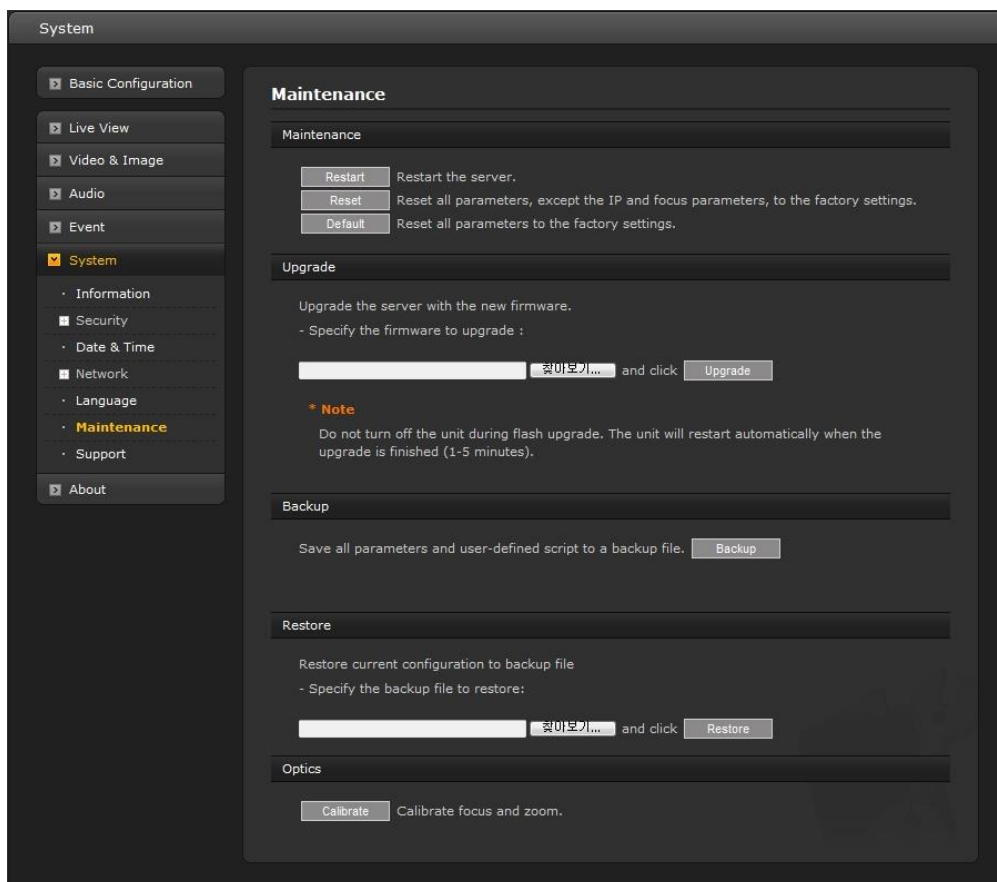 System
Basic Configuration
Live View
Video & Image
Audio
Event
System
· Information
Security
· Date & Time
Network
· Language
· Maintenance
· Support
About
Maintenance
Maintenance
Restart Restart the server.
Reset Reset all parameters, except the IP and focus parameters, to the factory settings.
Default Reset all parameters to the factory settings.
Upgrade
Upgrade the server with the new firmware.
- Specify the firmware to upgrade :
찾아보기... and click Upgrade
* Note
Do not turn off the unit during flash upgrade. The unit will restart automatically when the
upgrade is finished (1-5 minutes).
Backup
Save all parameters and user-defined script to a backup file. Backup
Restore
Restore current configuration to backup file
- Specify the backup file to restore:
찾아보기... and click Restore
Optics
Calibrate Calibrate focus and zoom.